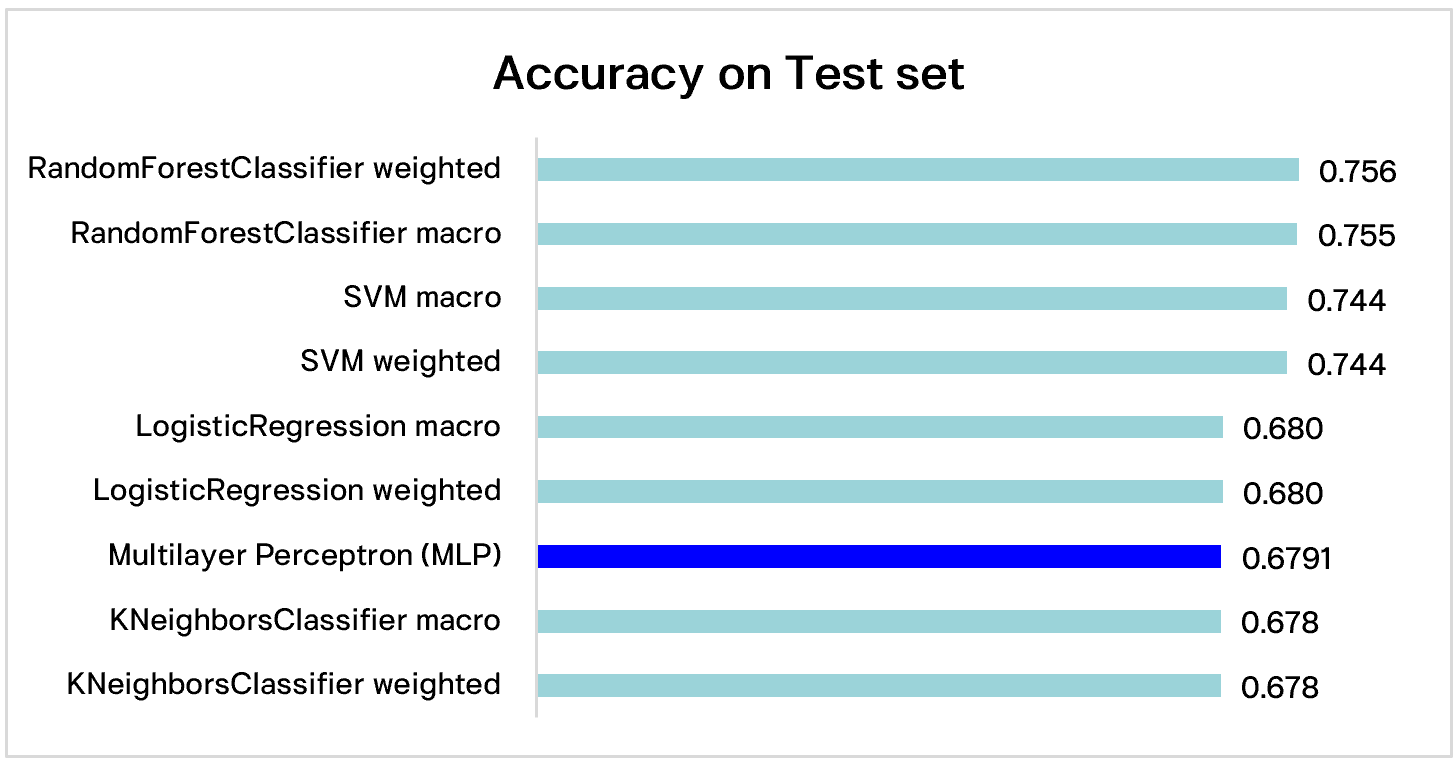 Accuracy on Test set
RandomForestClassifier weighted 0.756
RandomForestClassifier macro 0.755
SVM macro 0.744
SVM weighted 0.744
LogisticRegression macro 0.680
LogisticRegression weighted 0.680
Multilayer Perceptron (MLP) 0.6791
KNeighborsClassifier macro 0.678
KNeighborsClassifier weighted 0.678